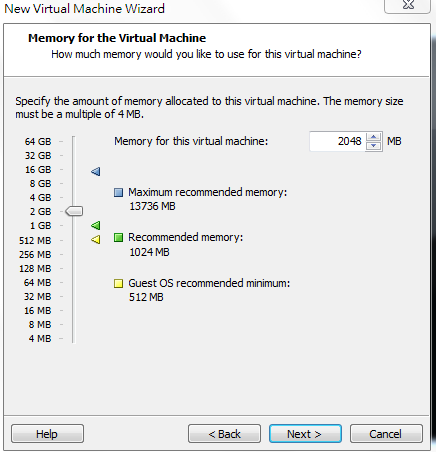 New Virtual Machine Wizard
Memory for the Virtual Machine
How much memory would you like to use for this virtual machine?
Specify the amount of memory allocated to this virtual machine. The memory size
must be a multiple of 4 MB.
64 GB
Memory for this virtual machine: 2048 MB
32 GB
16 GB
8 GB
4 GB
2 GB
1 GB
512 MB
256 MB
128 MB
64 MB
32 MB
16 MB
8 MB
4 MB
Maximum recommended memory:
13736 MB
Recommended memory:
1024 MB
Guest OS recommended minimum:
512 MB
Help
< Back
Next >
Cancel